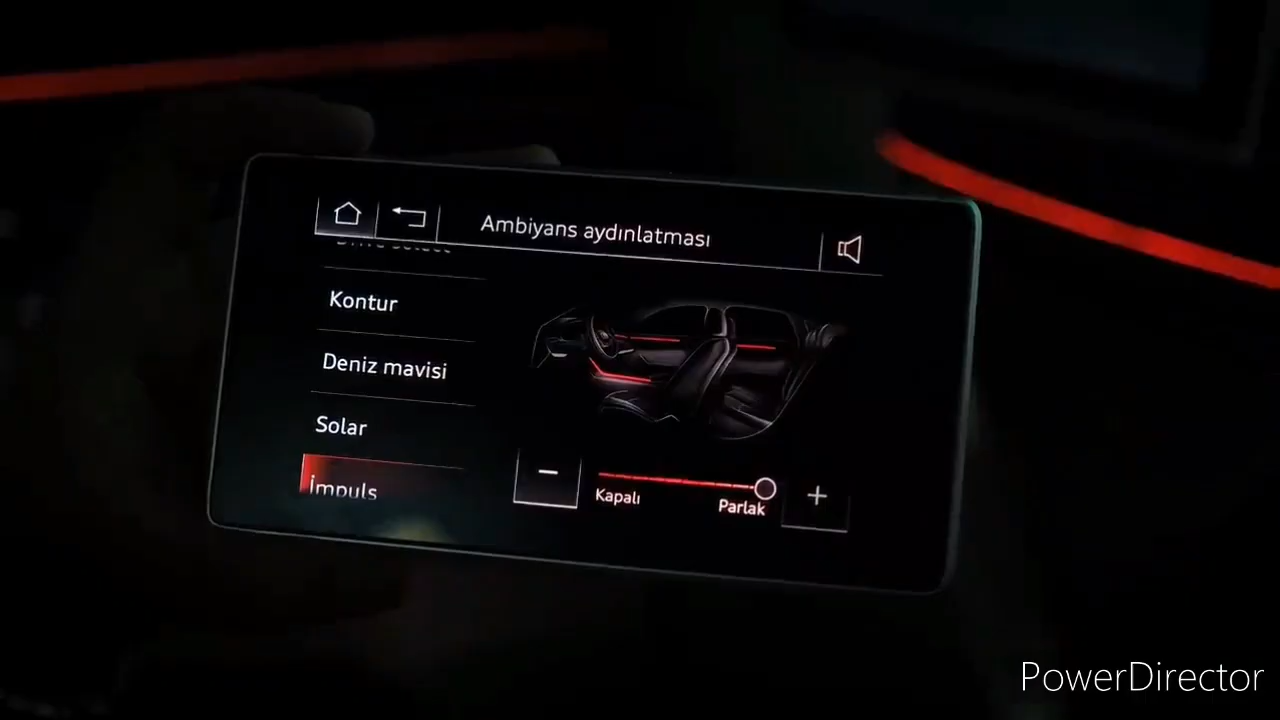 Ambiyans aydınlatması
Kontur
Deniz mavisi
Solar
İmpuls
Kapalı
Parlak
PowerDirector